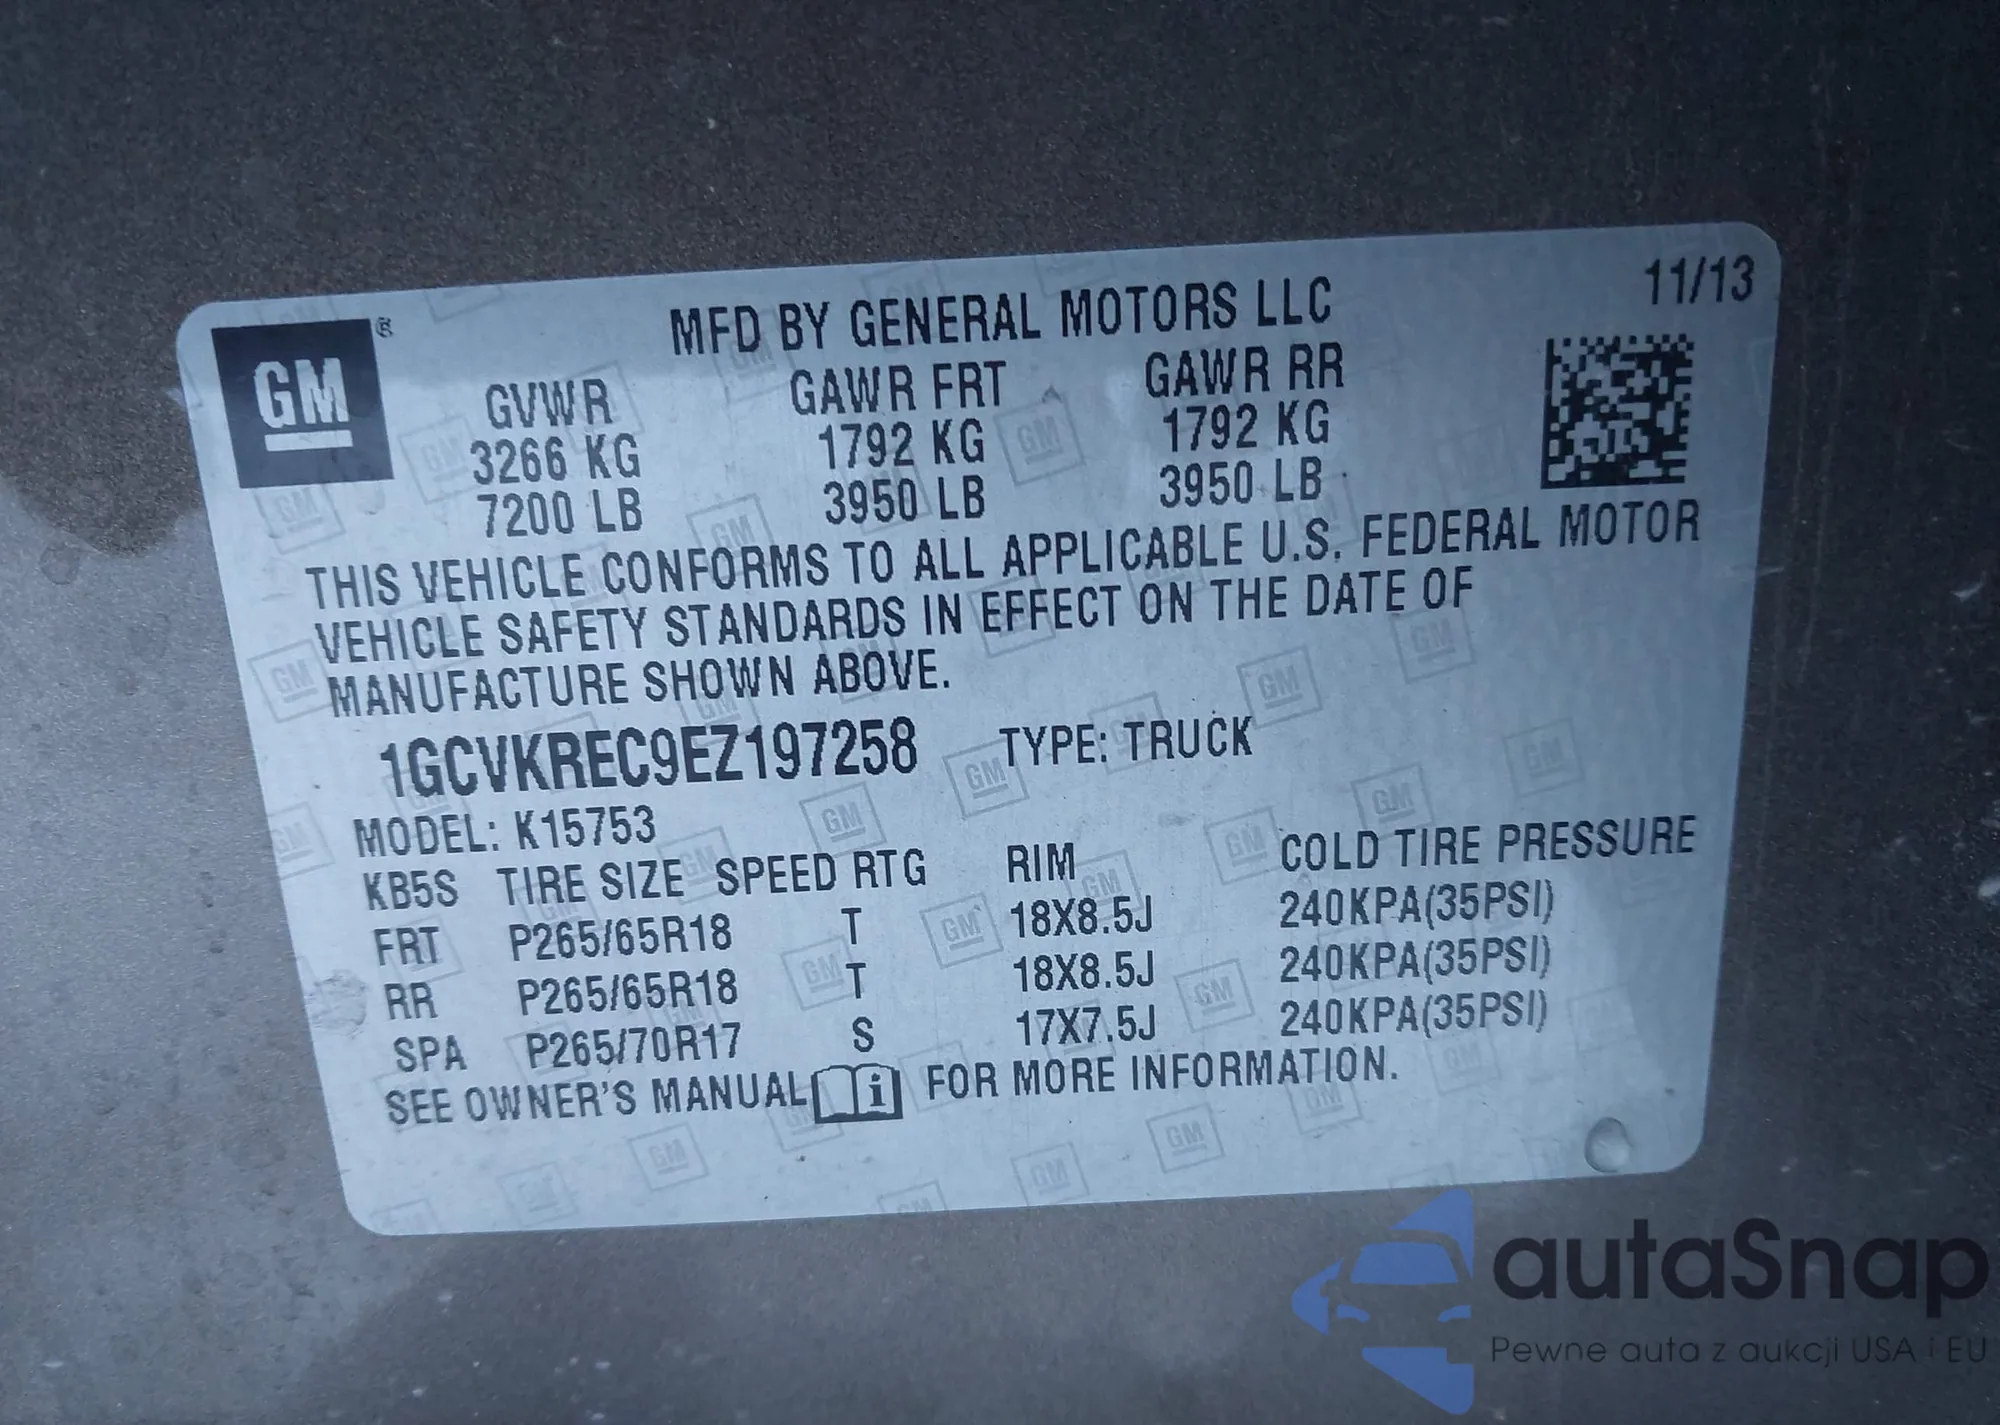 11/13
GM ®
MFD BY GENERAL MOTORS LLC
GVWR GAWR FRT GAWR RR
3266 KG 1792 KG 1792 KG
7200 LB 3950 LB 3950 LB
THIS VEHICLE CONFORMS TO ALL APPLICABLE U.S. FEDERAL MOTOR
VEHICLE SAFETY STANDARDS IN EFFECT ON THE DATE OF
MANUFACTURE SHOWN ABOVE.
1GCVKREC9EZ197258 TYPE: TRUCK
MODEL: K15753
KB5S TIRE SIZE SPEED RTG RIM COLD TIRE PRESSURE
FRT P265/65R18 T 18X8.5J 240KPA(35PSI)
RR P265/65R18 T 18X8.5J 240KPA(35PSI)
SPA P265/70R17 S 17X7.5J 240KPA(35PSI)
SEE OWNER'S MANUAL i FOR MORE INFORMATION.
autaSnap
Pewne auta z aukcji USA i EU